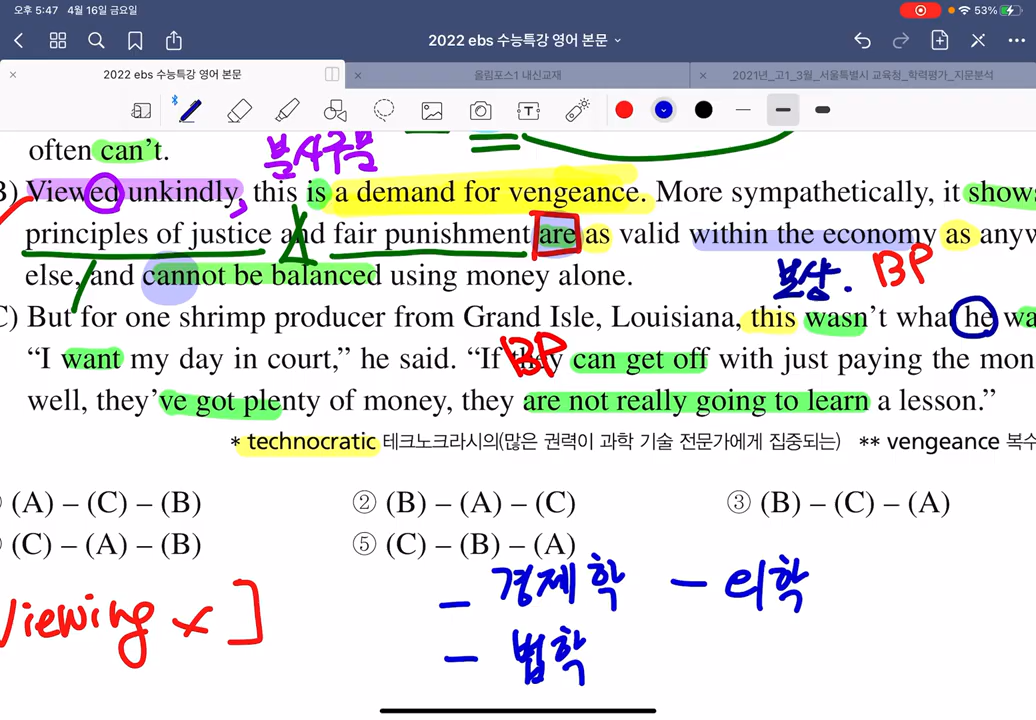 오후 5:47 4월 16일 금요일
53%
2022 ebs 수능특강 영어 본문
2022 ebs 수능특강 영어 본문
올림포스1 내신교재
2021년_고1_3월_서울특별시 교육청_학력평가_지문분석
often can't.
분사구문
B) Viewed unkindly, this is a demand for vengeance. More sympathetically, it shows
principles of justice and fair punishment are as valid within the economy as anyw
else, and cannot be balanced using money alone.
보상. BP
C) But for one shrimp producer from Grand Isle, Louisiana, this wasn't what he wa
"I want my day in court," he said. "If they can get off with just paying the mon
BP
well, they've got plenty of money, they are not really going to learn a lesson."
* technocratic 테크노크라시의(많은 권력이 과학 기술 전문가에게 집중되는) ** vengeance 복수
(A) – (C) – (B) ② (B) – (A) – (C) ③ (B) – (C) – (A)
(C) – (A) – (B) ⑤ (C) – (B) – (A)
– 경제학 – 의학
Viewing × ]
– 법학